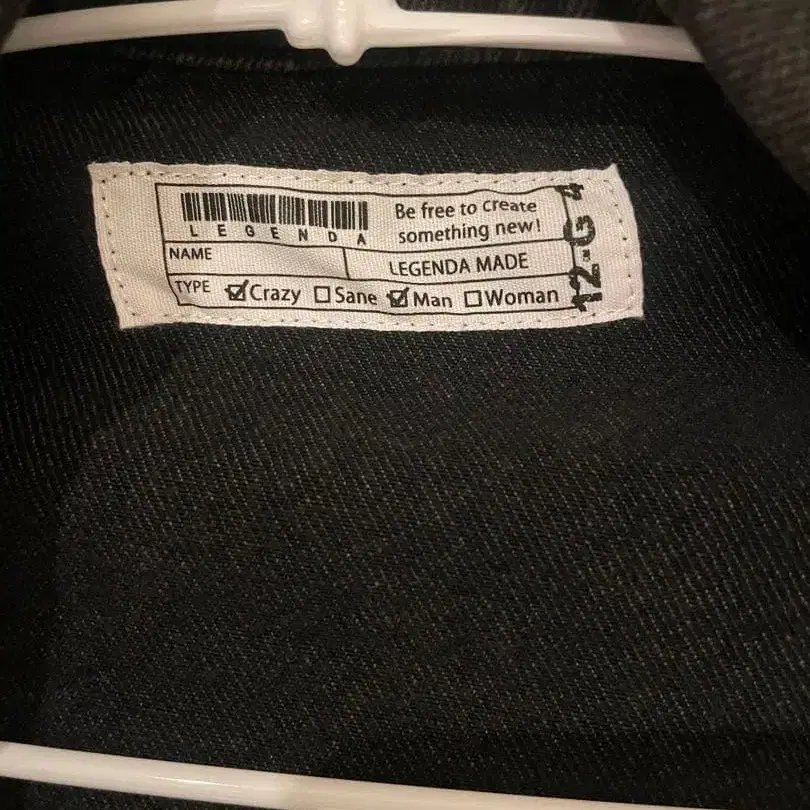 LEGENDA
Be free to create
something new!
NAME
LEGENDA MADE
TYPE ☑Crazy ☐Sane ☑Man ☐Woman
12-G 4